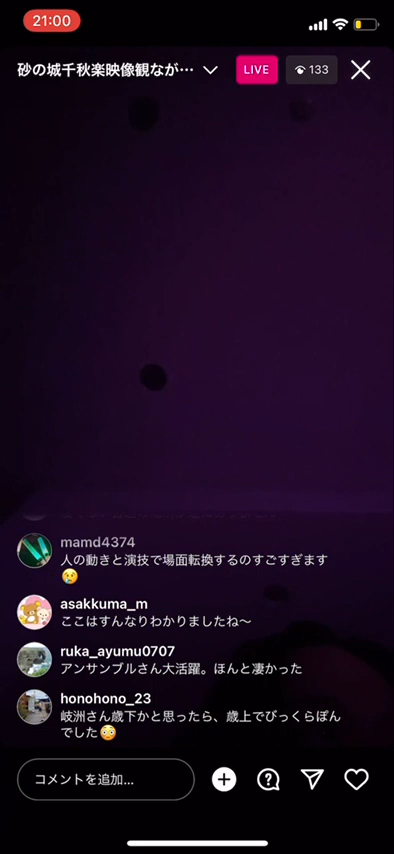 21:00
砂の城千秋楽映像観なが…
LIVE
133
mamd4374
人の動きと演技で場面転換するのすごすぎます
😢
asakkuma_m
ここはすんなりわかりましたね〜
ruka_ayumu0707
アンサンブルさん大活躍。ほんと凄かった
honohono_23
岐洲さん歳下かと思ったら、歳上でびっくらぽん
でした😳
コメントを追加...